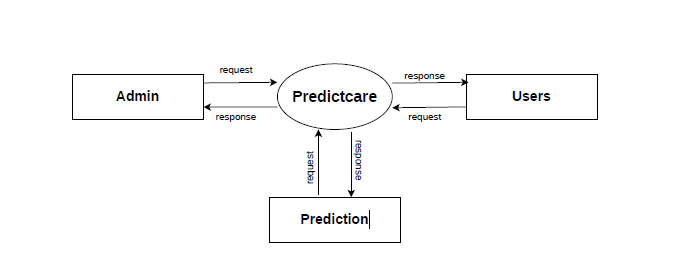 request
response
Admin
Predictcare
Users
response
request
request
response
Prediction